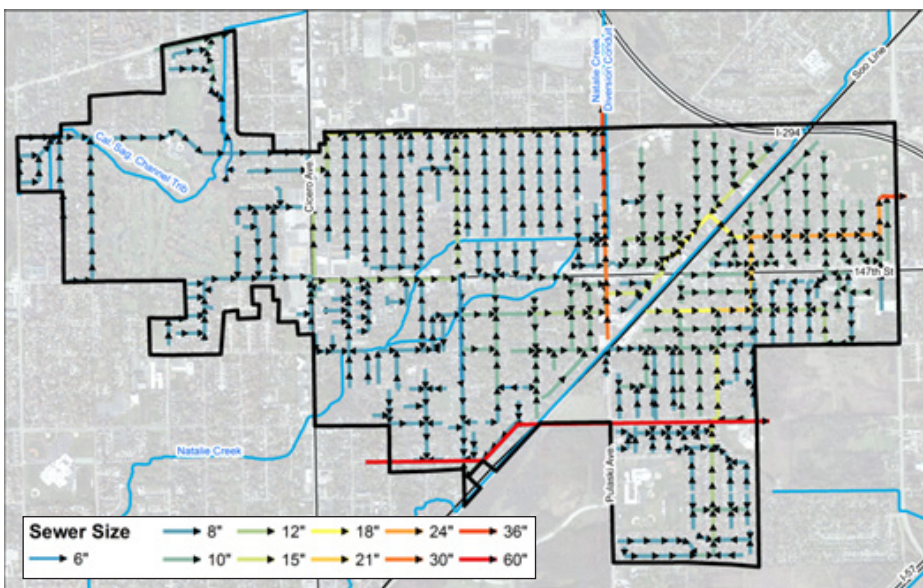 Natalie Creek
Diversion Conduit
Soo Line
I-294
Cal Sag Channel Trib
Cicero Ave
147th St
Natalie Creek
Pulaski Ave
I-57
Sewer Size
6"
8"
12"
18"
24"
36"
10"
15"
21"
30"
60"